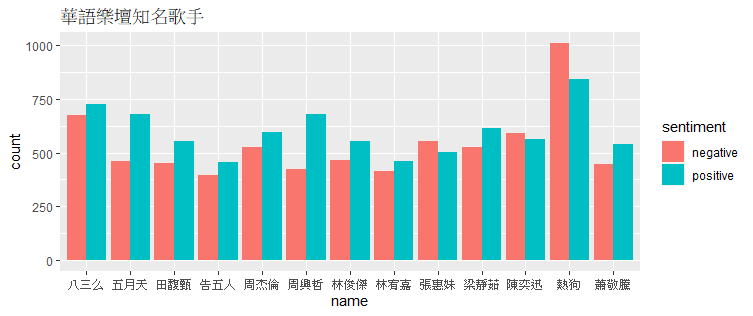 華語樂壇知名歌手
1000
750
500
250
0
count
八三么 五月天 田馥甄 告五人 周杰倫 周興哲 林俊傑 林宥嘉 張惠妹 梁靜茹 陳奕迅 熱狗 蕭敬騰
name
sentiment
negative
positive